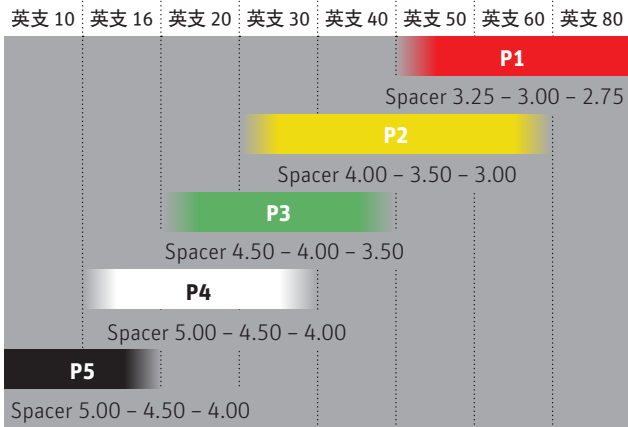 英支 10 英支 16 英支 20 英支 30 英支 40 英支 50 英支 60 英支 80
P1
Spacer 3.25 – 3.00 – 2.75
P2
Spacer 4.00 – 3.50 – 3.00
P3
Spacer 4.50 – 4.00 – 3.50
P4
Spacer 5.00 – 4.50 – 4.00
P5
Spacer 5.00 – 4.50 – 4.00